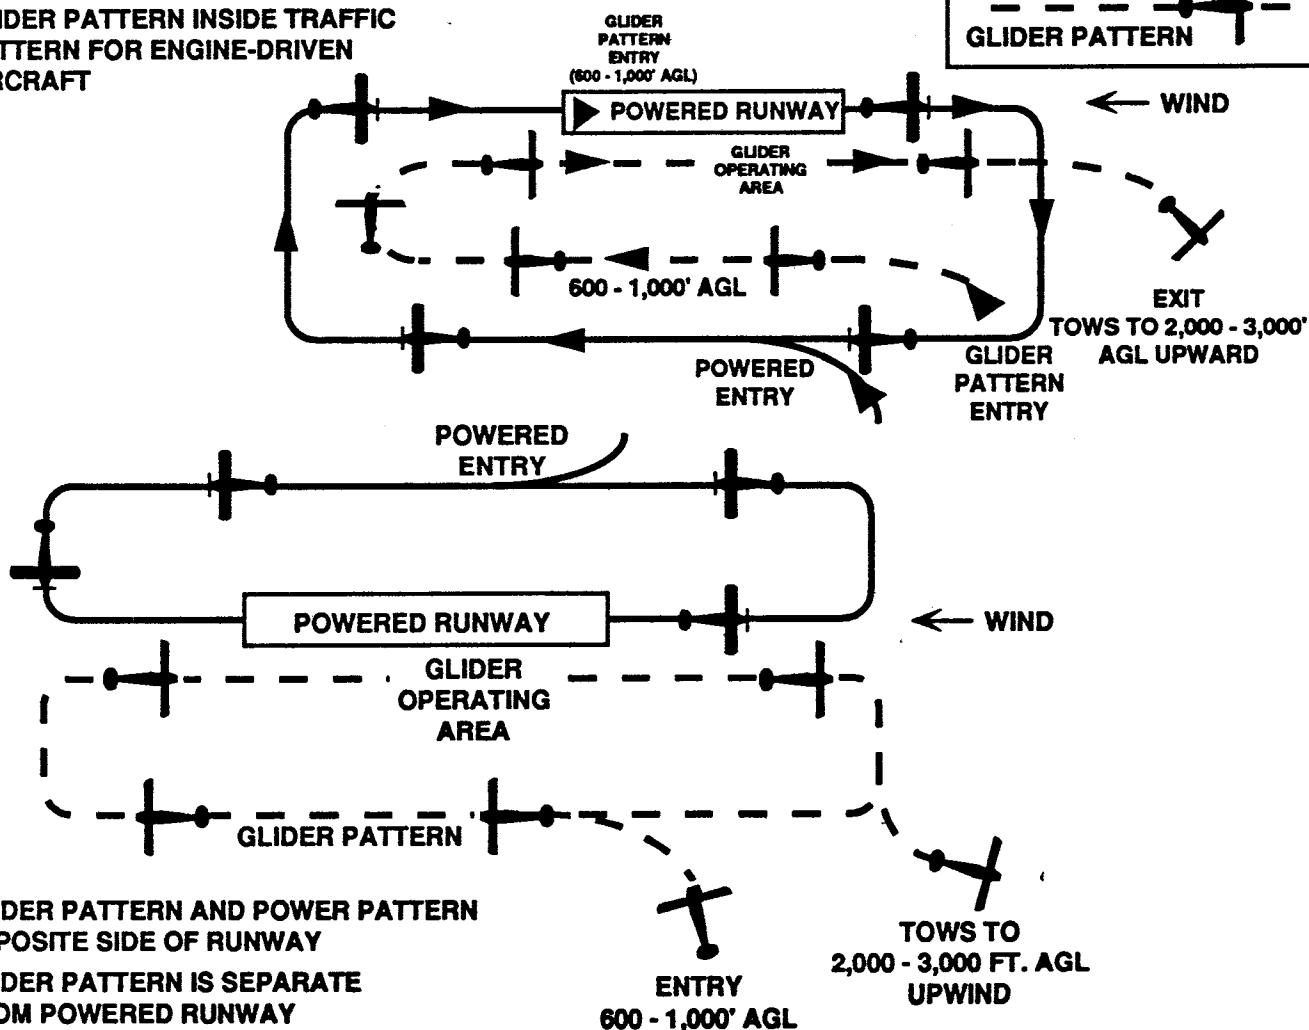 IDER PATTERN INSIDE TRAFFIC
TTERN FOR ENGINE-DRIVEN
RCRAFT
GLIDER
PATTERN
ENTRY
(600 - 1,000' AGL)
GLIDER PATTERN
POWERED RUNWAY
WIND
GLIDER
OPERATING
AREA
600 - 1,000' AGL
EXIT
TOWS TO 2,000 - 3,000'
AGL UPWARD
POWERED
ENTRY
GLIDER
PATTERN
ENTRY
POWERED
ENTRY
POWERED RUNWAY
WIND
GLIDER
OPERATING
AREA
GLIDER PATTERN
DER PATTERN AND POWER PATTERN
POSITE SIDE OF RUNWAY
DER PATTERN IS SEPARATE
OM POWERED RUNWAY
ENTRY
600 - 1,000' AGL
TOWS TO
2,000 - 3,000 FT. AGL
UPWIND